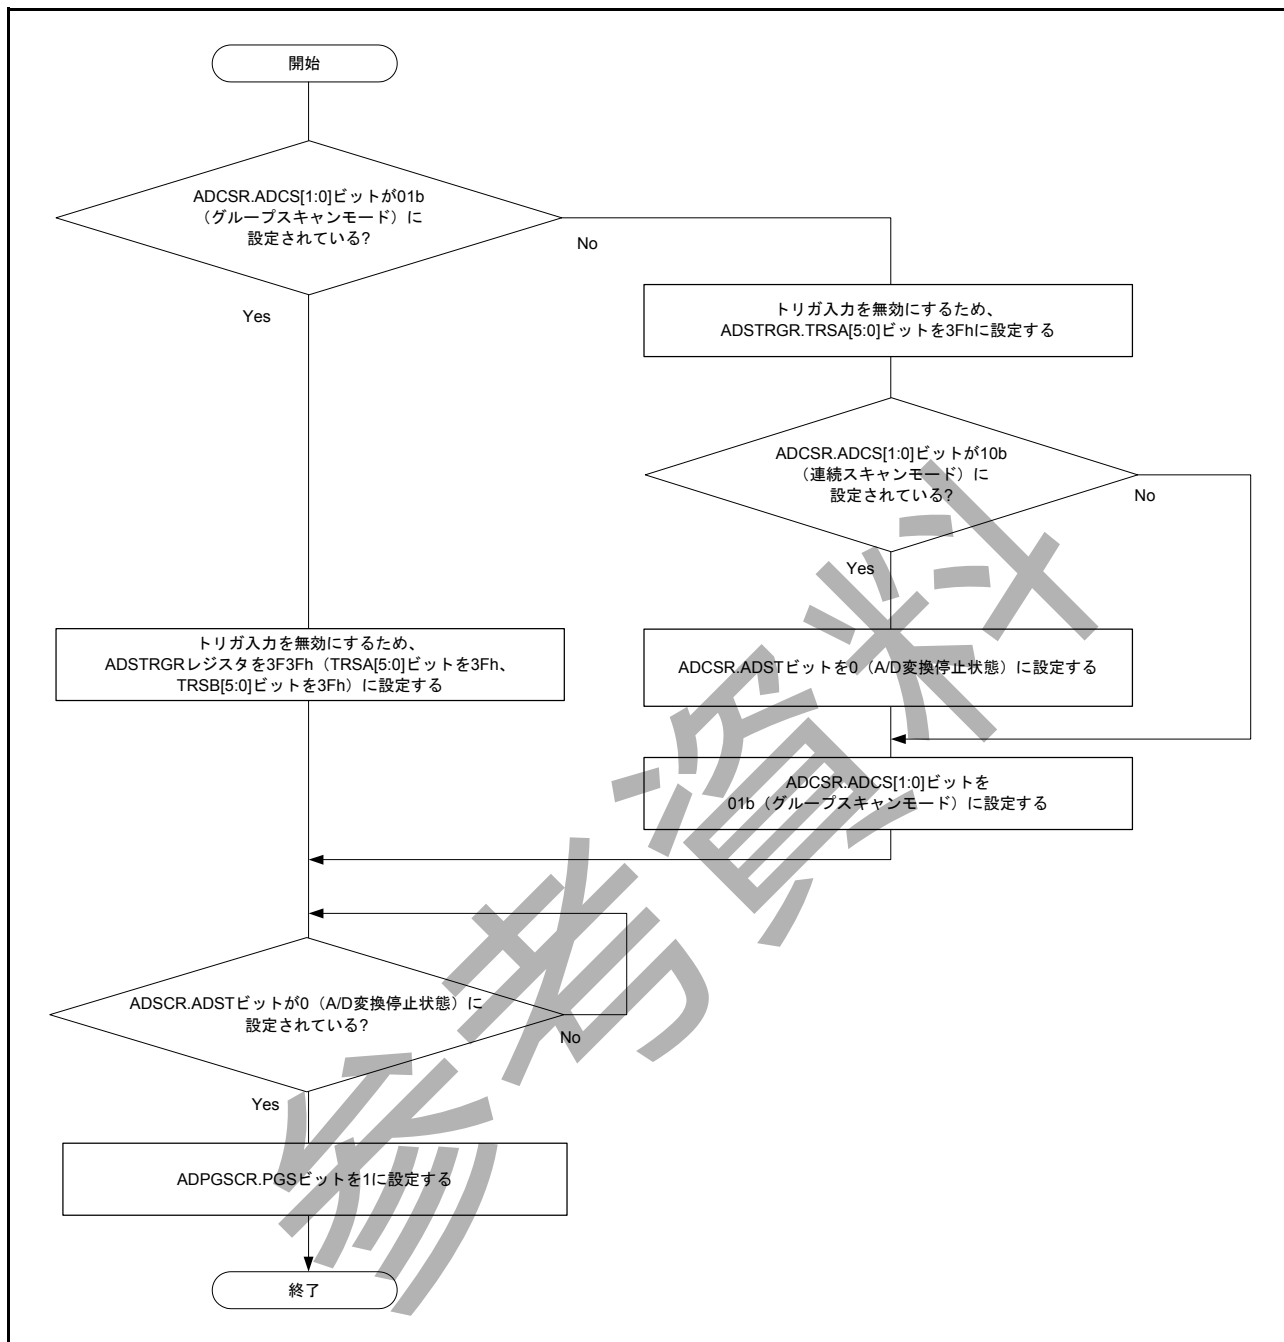 開始
ADCSR.ADCS[1:0]ビットが01b
（グループスキャンモード）に
設定されている?
No
Yes
トリガ入力を無効にするため、
ADSTRGR.TRSA[5:0]ビットを3Fhに設定する
ADCSR.ADCS[1:0]ビットが10b
（連続スキャンモード）に
設定されている?
No
Yes
トリガ入力を無効にするため、
ADSTRGRレジスタを3F3Fh（TRSA[5:0]ビットを3Fh、
TRSB[5:0]ビットを3Fh）に設定する
ADCSR.ADSTビットを0（A/D変換停止状態）に設定する
ADCSR.ADCS[1:0]ビットを
01b（グループスキャンモード）に設定する
ADSCR.ADSTビットが0（A/D変換停止状態）に
設定されている?
No
Yes
ADPGSCR.PGSビットを1に設定する
終了
参考資料